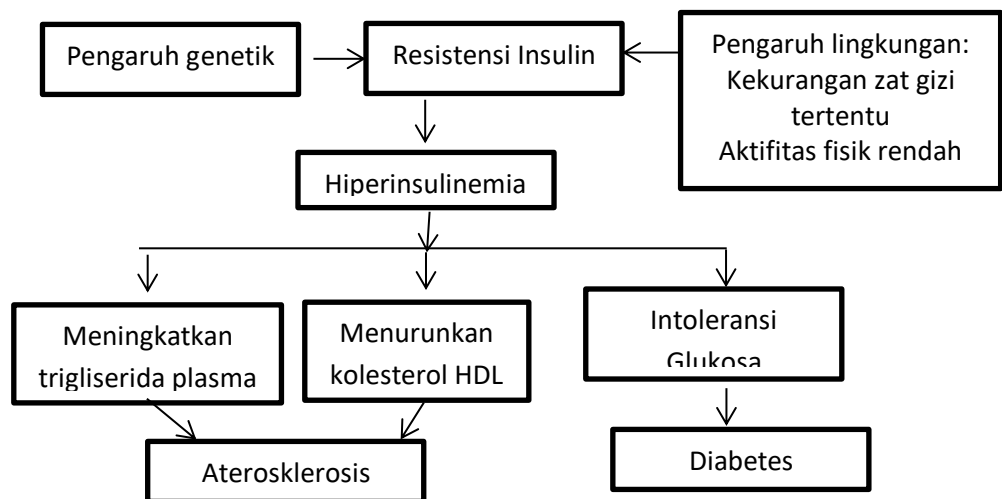 Pengaruh genetik
Resistensi Insulin
Pengaruh lingkungan:
Kekurangan zat gizi
tertentu
Aktifitas fisik rendah
Hiperinsulinemia
Meningkatkan
trigliserida plasma
Menurunkan
kolesterol HDL
Intoleransi
Glukosa
Aterosklerosis
Diabetes